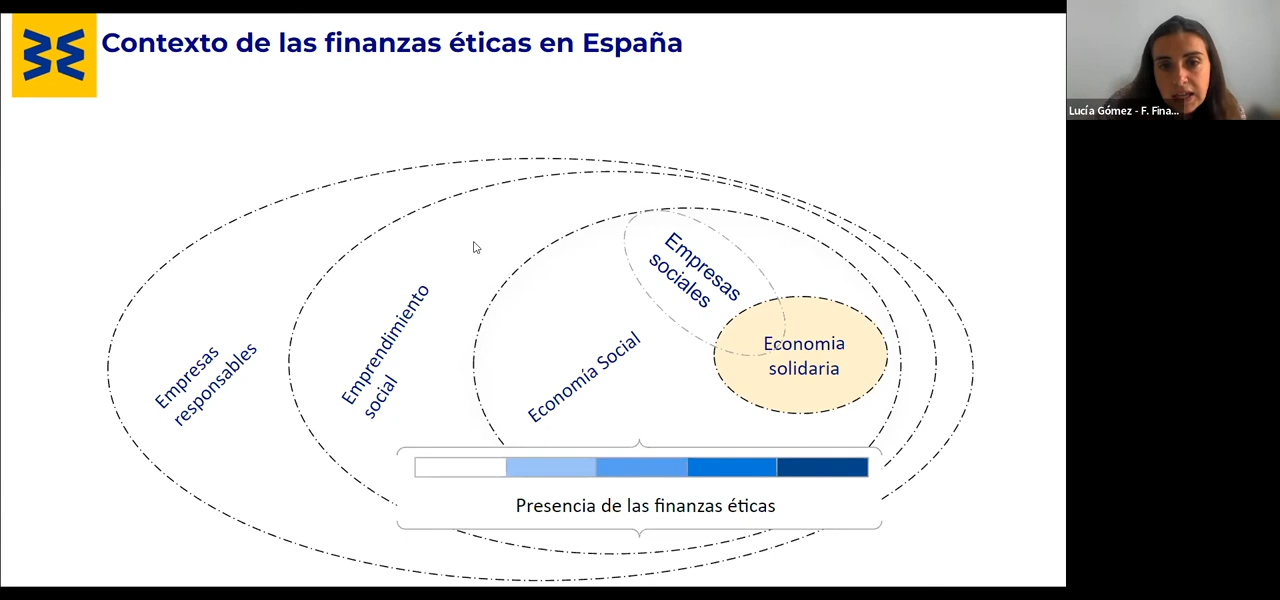 Contexto de las finanzas éticas en España
Lucía Gómez - F. Fina...
Empresas
sociales
Economia
solidaria
Economía Social
Emprendimiento
social
Empresas
responsables
Presencia de las finanzas éticas